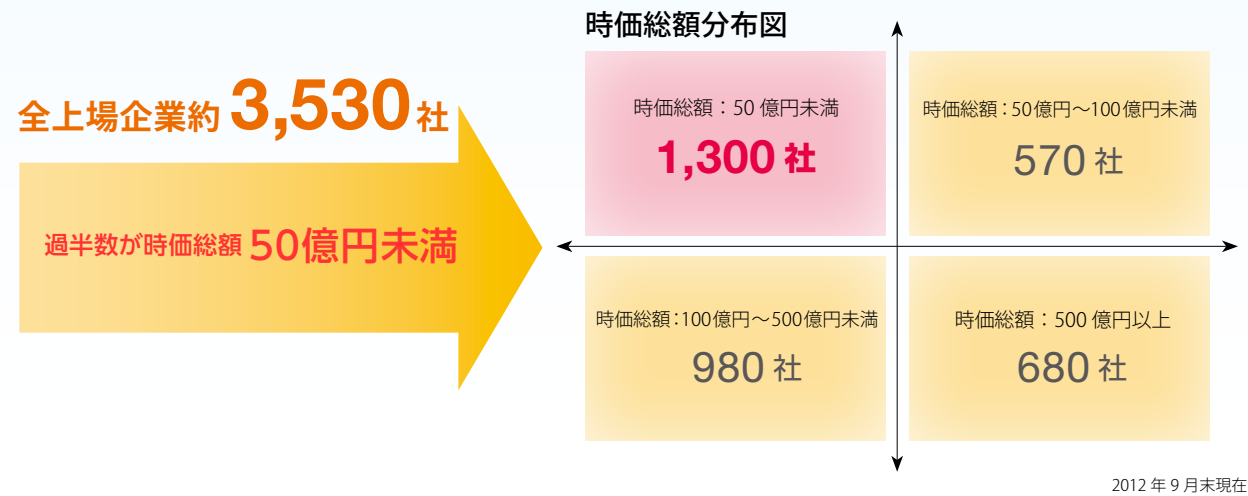 全上場企業約 3,530 社
過半数が時価総額 50億円未満
時価総額分布図
時価総額：50 億円未満
1,300 社
時価総額：50億円～100億円未満
570 社
時価総額：100億円～500億円未満
980 社
時価総額：500 億円以上
680 社
2012 年 9 月末現在